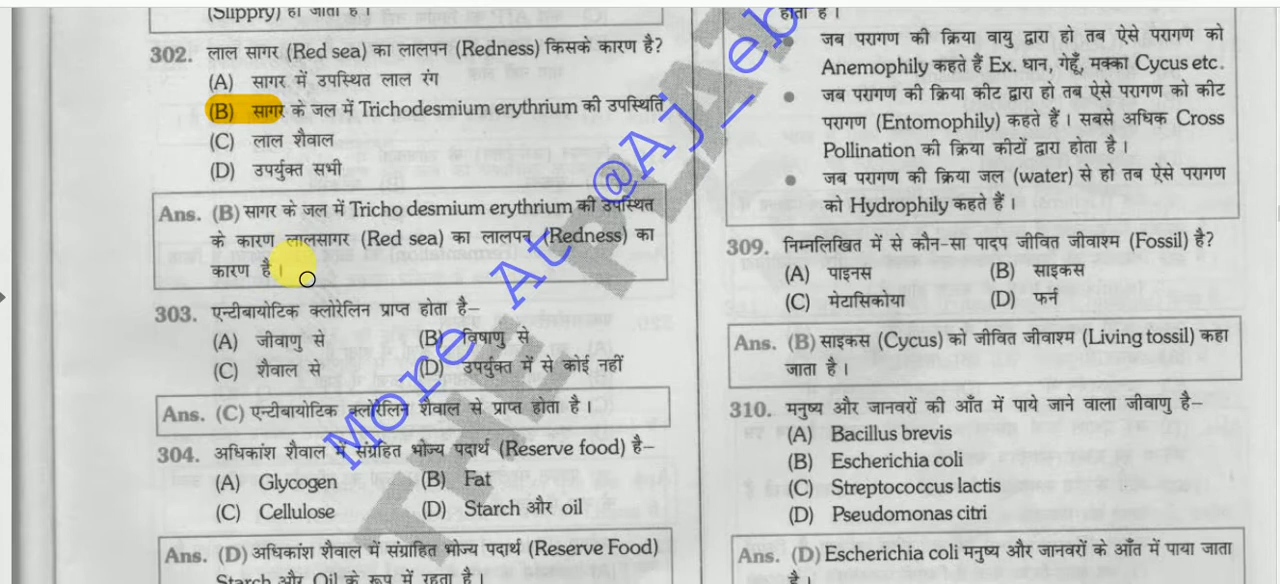 (Slippry) हो जाता है।
302. लाल सागर (Red sea) का लालपन (Redness) किसके कारण है?
(A) सागर में उपस्थित लाल रंग
(B) सागर के जल में Trichodesmium erythrium की उपस्थिति
(C) लाल शैवाल
(D) उपर्युक्त सभी
Ans. (B) सागर के जल में Tricho desmium erythrium की उपस्थित
के कारण लालसागर (Red sea) का लालपन (Redness) का
कारण है।
303. एन्टीबायोटिक क्लोरेलिन प्राप्त होता है–
(A) जीवाणु से (B) विषाणु से
(C) शैवाल से (D) उपर्युक्त में से कोई नहीं
Ans. (C) एन्टीबायोटिक क्लोरेलिन शैवाल से प्राप्त होता है।
304. अधिकांश शैवाल में संग्रहित भोज्य पदार्थ (Reserve food) है–
(A) Glycogen (B) Fat
(C) Cellulose (D) Starch और oil
Ans. (D) अधिकांश शैवाल में संग्रहित भोज्य पदार्थ (Reserve Food)
Starch और Oil के रूप में रहता है।
होता है।
जब परागण की क्रिया वायु द्वारा हो तब ऐसे परागण को
Anemophily कहते हैं Ex. धान, गेहूँ, मक्का Cycus etc.
जब परागण की क्रिया कीट द्वारा हो तब ऐसे परागण को कीट
परागण (Entomophily) कहते हैं। सबसे अधिक Cross
Pollination की क्रिया कीटों द्वारा होता है।
जब परागण की क्रिया जल (water) से हो तब ऐसे परागण
को Hydrophily कहते हैं।
309. निम्नलिखित में से कौन-सा पादप जीवित जीवाश्म (Fossil) है?
(A) पाइनस (B) साइकस
(C) मेटासिकोया (D) फर्न
Ans. (B) साइकस (Cycus) को जीवित जीवाश्म (Living tossil) कहा
जाता है।
310. मनुष्य और जानवरों की आँत में पाये जाने वाला जीवाणु है–
(A) Bacillus brevis
(B) Escherichia coli
(C) Streptococcus lactis
(D) Pseudomonas citri
Ans. (D) Escherichia coli मनुष्य और जानवरों के आँत में पाया जाता
है।
More At @Aj_eb